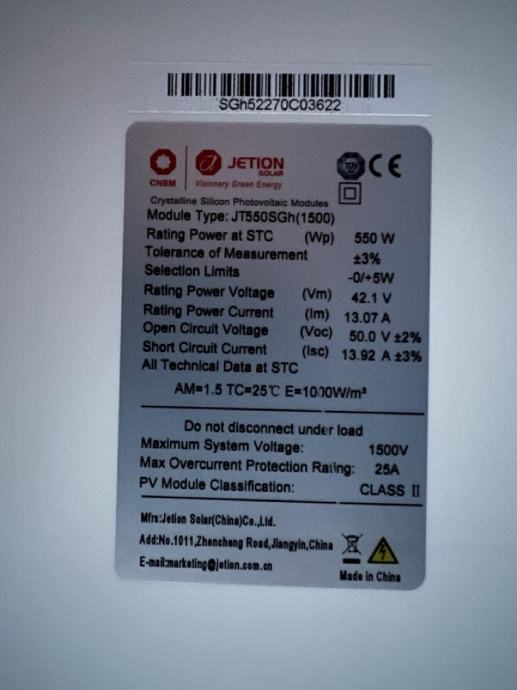 SGh52270C03622
CNBM
JETION
SOLAR
Visionary Green Energy
TÜV
CE
Crystalline Silicon Photovoltaic Modules
Module Type: JT550SGh(1500)
Rating Power at STC (Wp) 550 W
Tolerance of Measurement ±3%
Selection Limits -0/+5W
Rating Power Voltage (Vm) 42.1 V
Rating Power Current (Im) 13.07 A
Open Circuit Voltage (Voc) 50.0 V ±2%
Short Circuit Current (Isc) 13.92 A ±3%
All Technical Data at STC
AM=1.5 TC=25℃ E=1000W/m²
Do not disconnect under load
Maximum System Voltage: 1500V
Max Overcurrent Protection Rating: 25A
PV Module Classification: CLASS II
Mfrs:Jetion Solar(China)Co.,Ltd.
Add:No.1011,Zhencheng Road,Jiangyin,China
E-mail:marketing@jetion.com.cn
Made in China